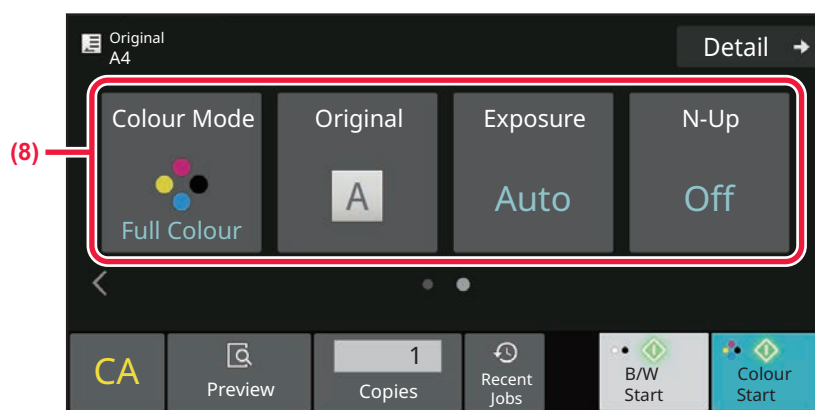 Original
A4
Detail
Colour Mode
Original
Exposure
N-Up
(8)
A
Auto
Off
Full Colour
CA
Preview
1
Copies
Recent
Jobs
B/W
Start
Colour
Start